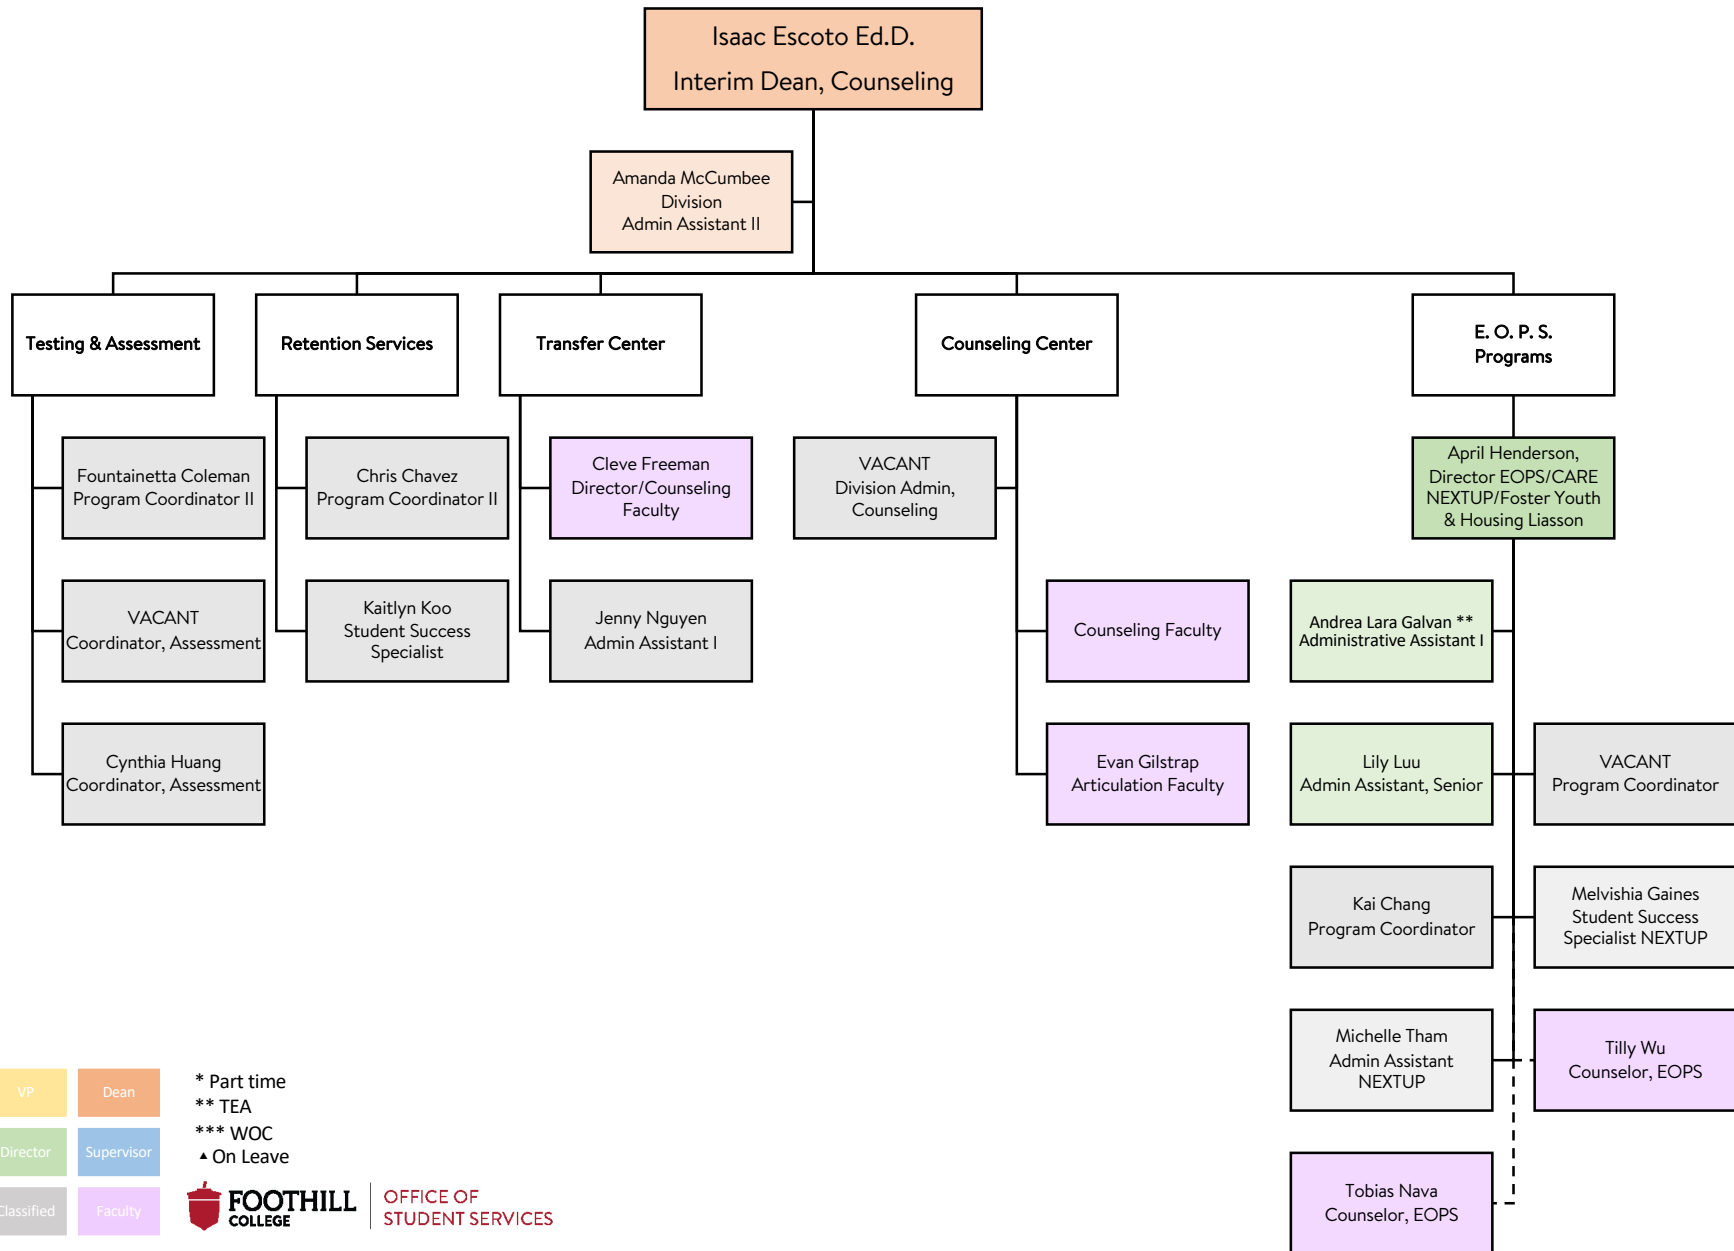 Isaac Escoto Ed.D.
Interim Dean, Counseling
Amanda McCumbee
Division
Admin Assistant II
Testing & Assessment
Retention Services
Transfer Center
Counseling Center
E. O. P. S.
Programs
Fountainetta Coleman
Program Coordinator II
Chris Chavez
Program Coordinator II
Cleve Freeman
Director/Counseling
Faculty
VACANT
Division Admin,
Counseling
April Henderson,
Director EOPS/CARE
NEXTUP/Foster Youth
& Housing Liasson
VACANT
Coordinator, Assessment
Kaitlyn Koo
Student Success
Specialist
Jenny Nguyen
Admin Assistant I
Counseling Faculty
Andrea Lara Galvan **
Administrative Assistant I
Cynthia Huang
Coordinator, Assessment
Evan Gilstrap
Articulation Faculty
Lily Luu
Admin Assistant, Senior
VACANT
Program Coordinator
Kai Chang
Program Coordinator
Melvishia Gaines
Student Success
Specialist NEXTUP
Michelle Tham
Admin Assistant
NEXTUP
Tilly Wu
Counselor, EOPS
Tobias Nava
Counselor, EOPS
VP
Dean
Director
Supervisor
Classified
Faculty
* Part time
** TEA
*** WOC
▲ On Leave
FOOTHILL
COLLEGE
OFFICE OF
STUDENT SERVICES